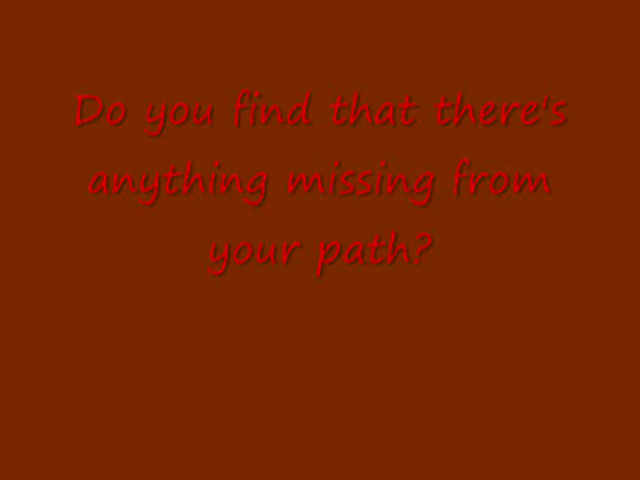 Do you find that there's
anything missing from
your path?